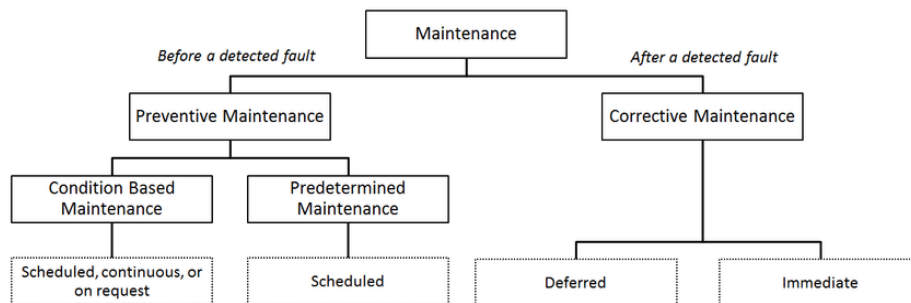 Maintenance
Before a detected fault
After a detected fault
Preventive Maintenance
Corrective Maintenance
Condition Based
Maintenance
Predetermined
Maintenance
Scheduled, continuous, or
on request
Scheduled
Deferred
Immediate